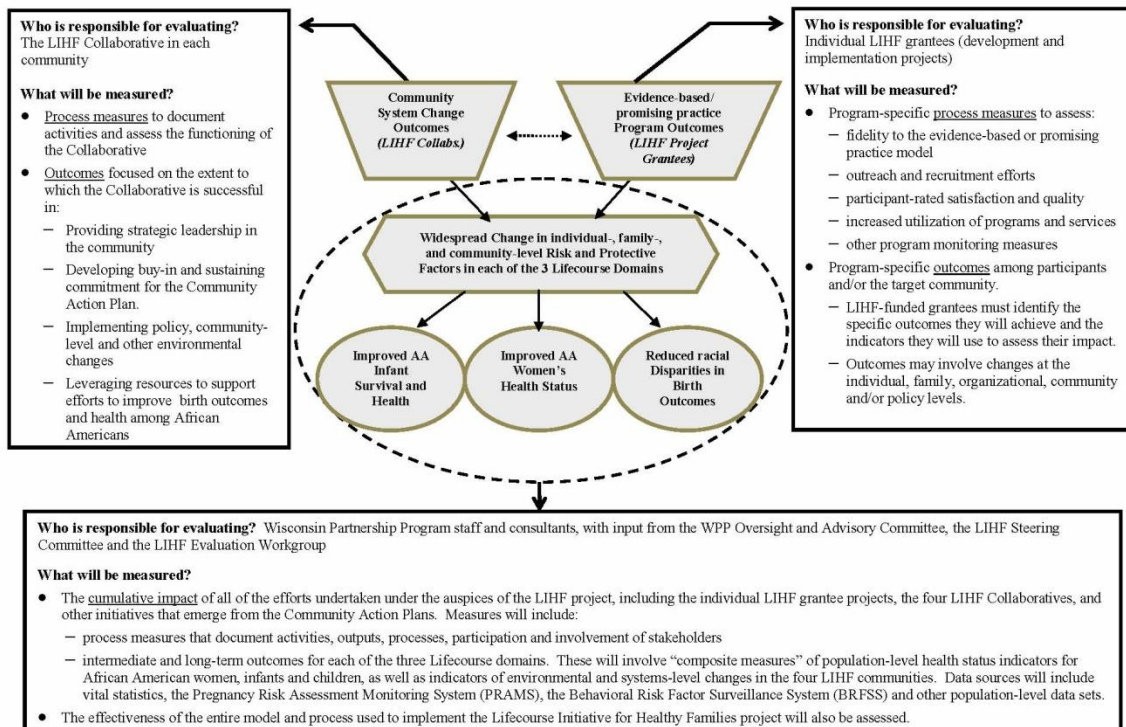 Who is responsible for evaluating?
The LIHF Collaborative in each
community
What will be measured?
● Process measures to document
activities and assess the functioning of
the Collaborative
● Outcomes focused on the extent to
which the Collaborative is successful
in:
– Providing strategic leadership in
the community
– Developing buy-in and sustaining
commitment for the Community
Action Plan.
– Implementing policy, community-
level and other environmental
changes
– Leveraging resources to support
efforts to improve birth outcomes
and health among African
Americans
Community
System Change
Outcomes
(LIHF Collabs.)
Evidence-based/
promising practice
Program Outcomes
(LIHF Project
Grantees)
Widespread Change in individual-, family-,
and community-level Risk and Protective
Factors in each of the 3 Lifecourse Domains
Improved AA
Infant
Survival and
Health
Improved AA
Women's
Health Status
Reduced racial
Disparities in
Birth
Outcomes
Who is responsible for evaluating?
Individual LIHF grantees (development and
implementation projects)
What will be measured?
● Program-specific process measures to assess:
– fidelity to the evidence-based or promising
practice model
– outreach and recruitment efforts
– participant-rated satisfaction and quality
– increased utilization of programs and services
– other program monitoring measures
● Program-specific outcomes among participants
and/or the target community.
– LIHF-funded grantees must identify the
specific outcomes they will achieve and the
indicators they will use to assess their impact.
– Outcomes may involve changes at the
individual, family, organizational, community
and/or policy levels.
Who is responsible for evaluating? Wisconsin Partnership Program staff and consultants, with input from the WPP Oversight and Advisory Committee, the LIHF Steering
Committee and the LIHF Evaluation Workgroup
What will be measured?
● The cumulative impact of all of the efforts undertaken under the auspices of the LIHF project, including the individual LIHF grantee projects, the four LIHF Collaboratives, and
other initiatives that emerge from the Community Action Plans. Measures will include:
– process measures that document activities, outputs, processes, participation and involvement of stakeholders
– intermediate and long-term outcomes for each of the three Lifecourse domains. These will involve "composite measures" of population-level health status indicators for
African American women, infants and children, as well as indicators of environmental and systems-level changes in the four LIHF communities. Data sources will include
vital statistics, the Pregnancy Risk Assessment Monitoring System (PRAMS), the Behavioral Risk Factor Surveillance System (BRFSS) and other population-level data sets.
● The effectiveness of the entire model and process used to implement the Lifecourse Initiative for Healthy Families project will also be assessed.